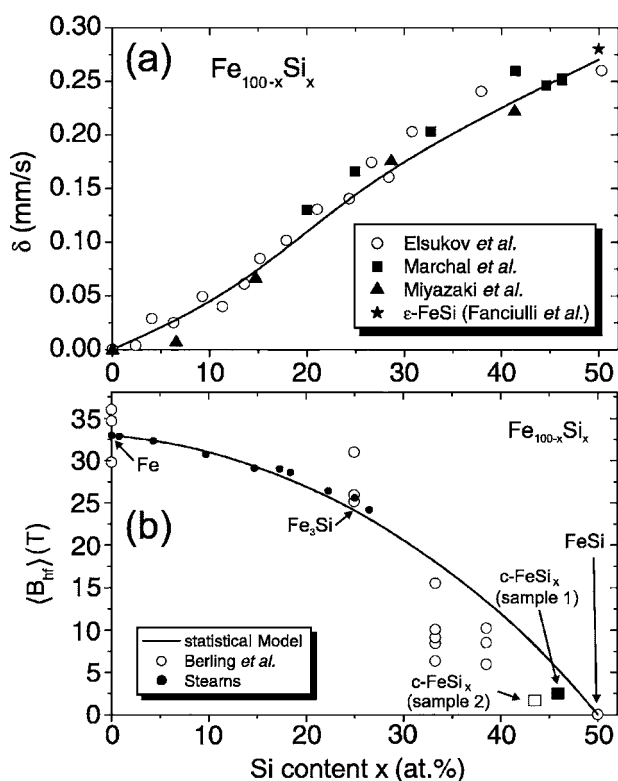 (a)
Fe100-xSix
0.30
0.25
0.20
0.15
0.10
0.05
0.00
δ (mm/s)
Elsukov et al.
Marchal et al.
Miyazaki et al.
ε-FeSi (Fanciulli et al.)
0 10 20 30 40 50
35
30
25
20
15
10
5
0
⟨Bhf⟩ (T)
Fe100-xSix
Fe
(b)
Fe3Si
FeSi
c-FeSix
(sample 1)
c-FeSix
(sample 2)
statistical Model
Berling et al.
Stearns
0 10 20 30 40 50
Si content x (at.%)